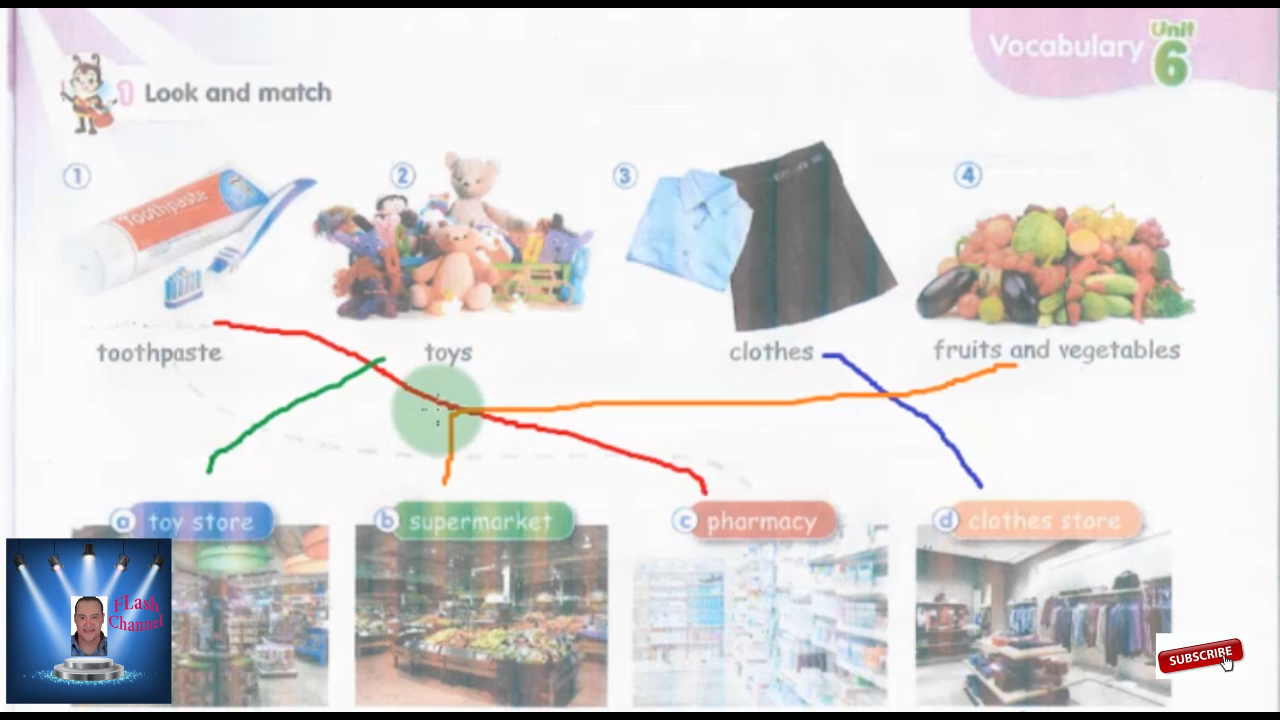 Vocabulary Unit 6
1 Look and match
1 2 3 4
Toothpaste
toothpaste toys clothes fruits and vegetables
a toy store b supermarket c pharmacy d clothes store
FLash
Channel
SUBSCRIBE